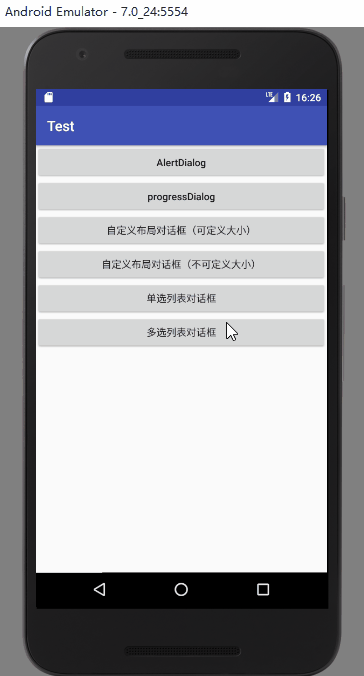 Android Emulator - 7.0_24:5554
LTE 16:26
Test
AlertDialog
progressDialog
自定义布局对话框（可定义大小）
自定义布局对话框（不可定义大小）
单选列表对话框
多选列表对话框